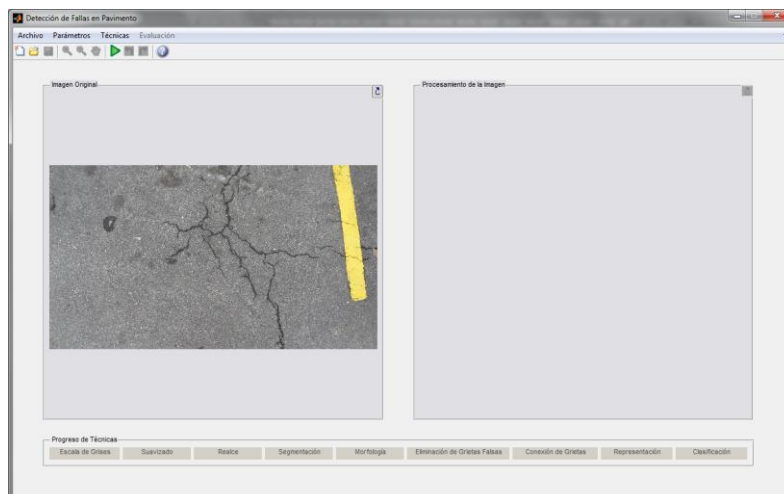 Detección de Fallas en Pavimento
Archivo Parámetros Técnicas Evaluación
Imagen Original
Procesamiento de la Imagen
Progreso de Técnicas
Escala de Grises Suavizado Realce Segmentación Morfología Eliminación de Grietas Falsas Conexión de Grietas Representación Clasificación